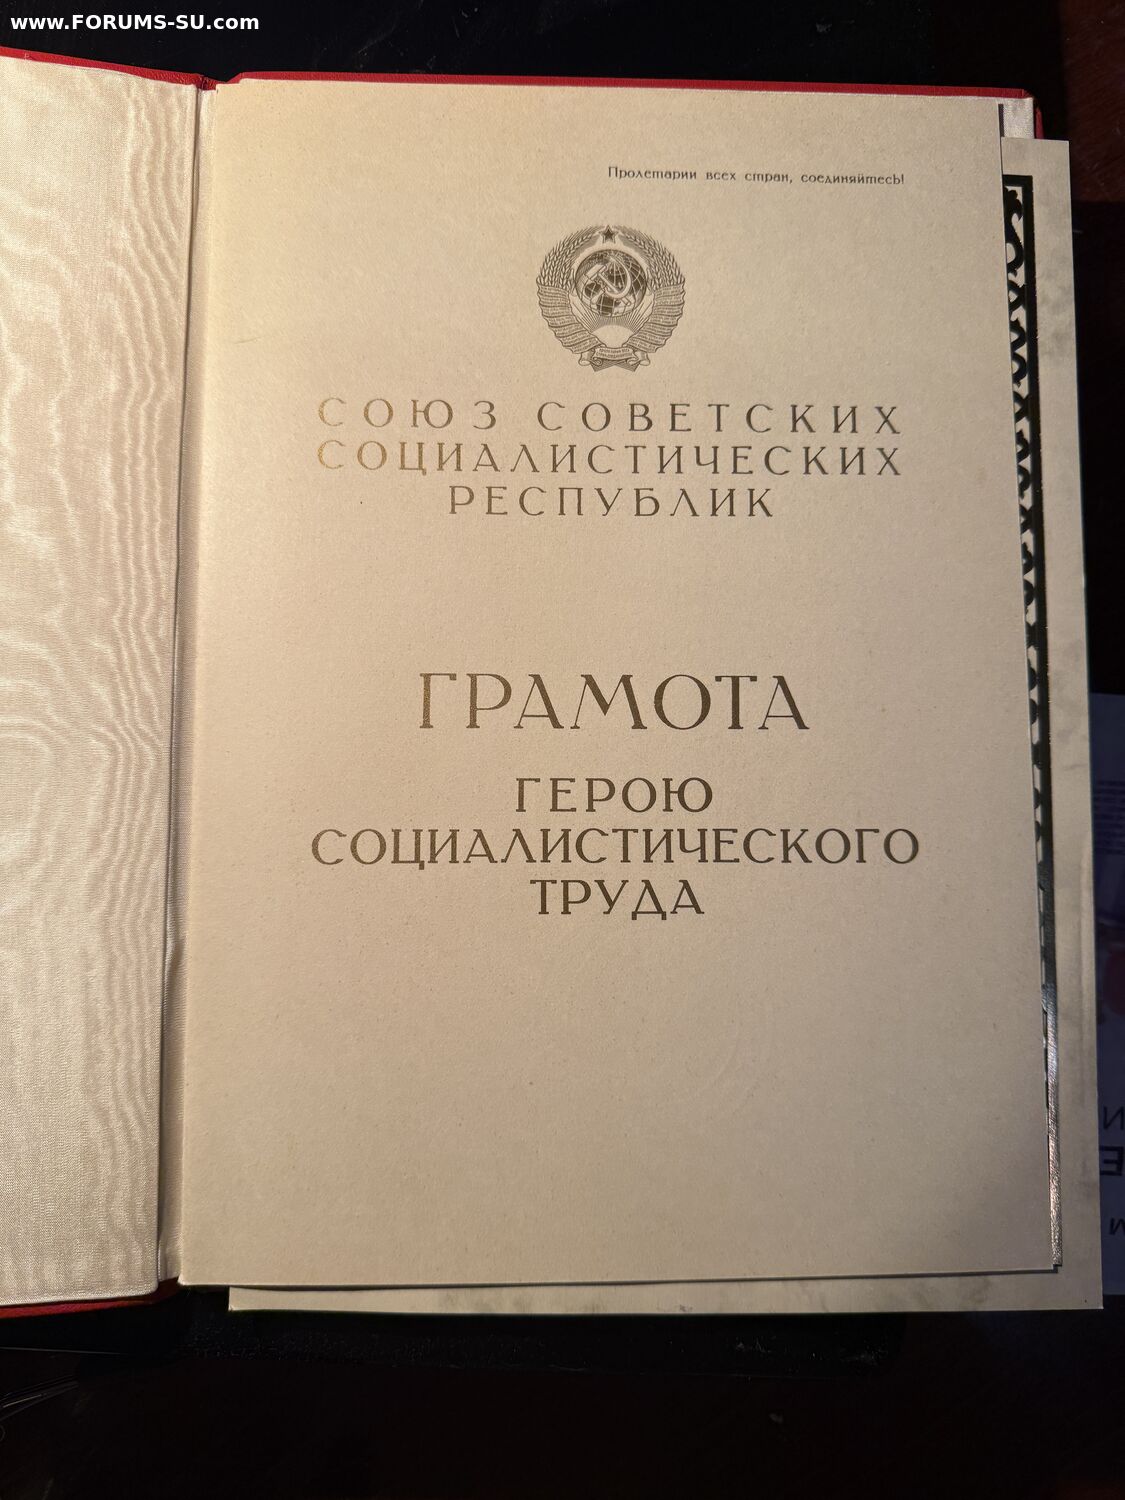 www.FORUMS-SU.com
Пролетарии всех стран, соединяйтесь!
СОЮЗ СОВЕТСКИХ
СОЦИАЛИСТИЧЕСКИХ
РЕСПУБЛИК
ГРАМОТА
ГЕРОЮ
СОЦИАЛИСТИЧЕСКОГО
ТРУДА